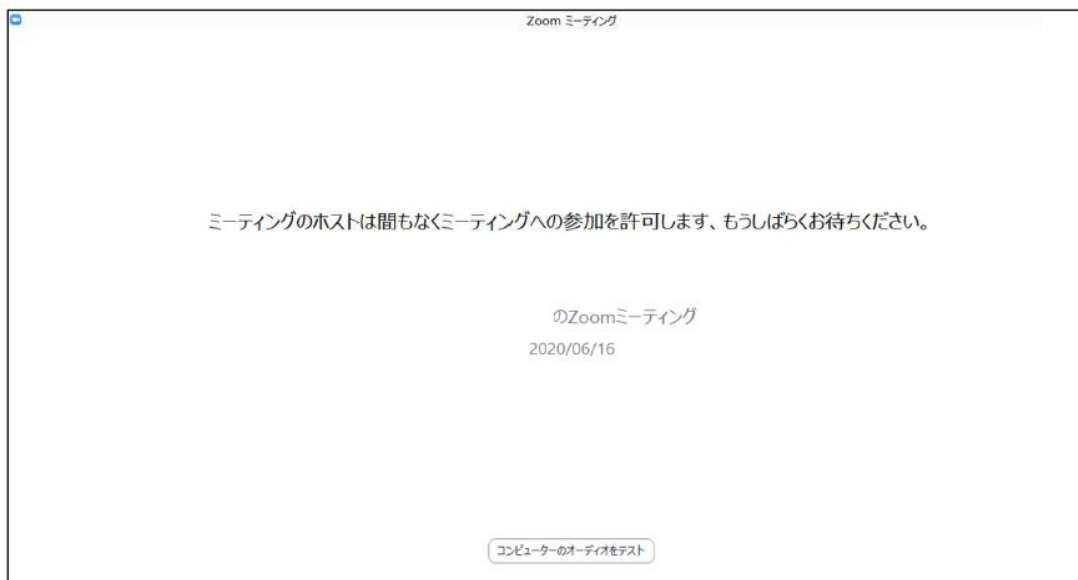 Zoom ミーティング
ミーティングのホストは間もなくミーティングへの参加を許可します、もうしばらくお待ちください。
のZoomミーティング
2020/06/16
コンピューターのオーディオをテスト